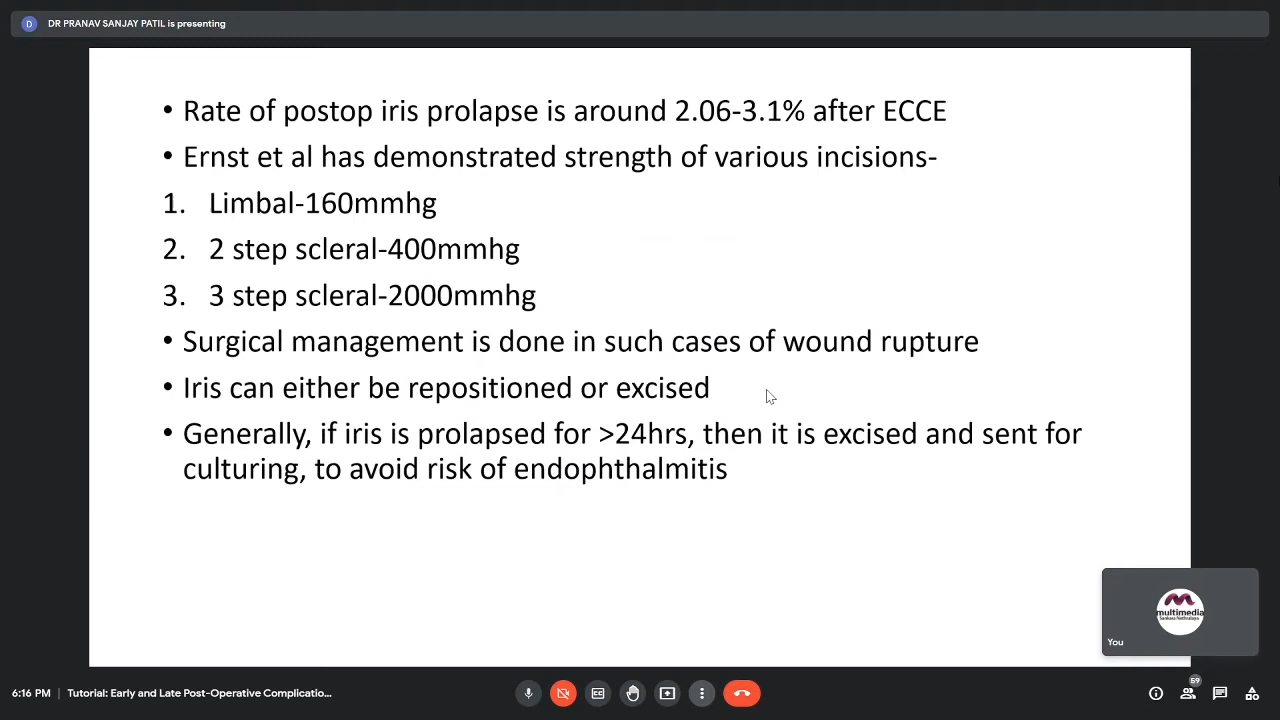 D DR PRANAV SANJAY PATIL is presenting
• Rate of postop iris prolapse is around 2.06-3.1% after ECCE
• Ernst et al has demonstrated strength of various incisions-
1. Limbal-160mmhg
2. 2 step scleral-400mmhg
3. 3 step scleral-2000mmhg
• Surgical management is done in such cases of wound rupture
• Iris can either be repositioned or excised
• Generally, if iris is prolapsed for >24hrs, then it is excised and sent for
culturing, to avoid risk of endophthalmitis
multimedia
Sankara Nethralaya
You
6:16 PM | Tutorial: Early and Late Post-Operative Complicatio...
59